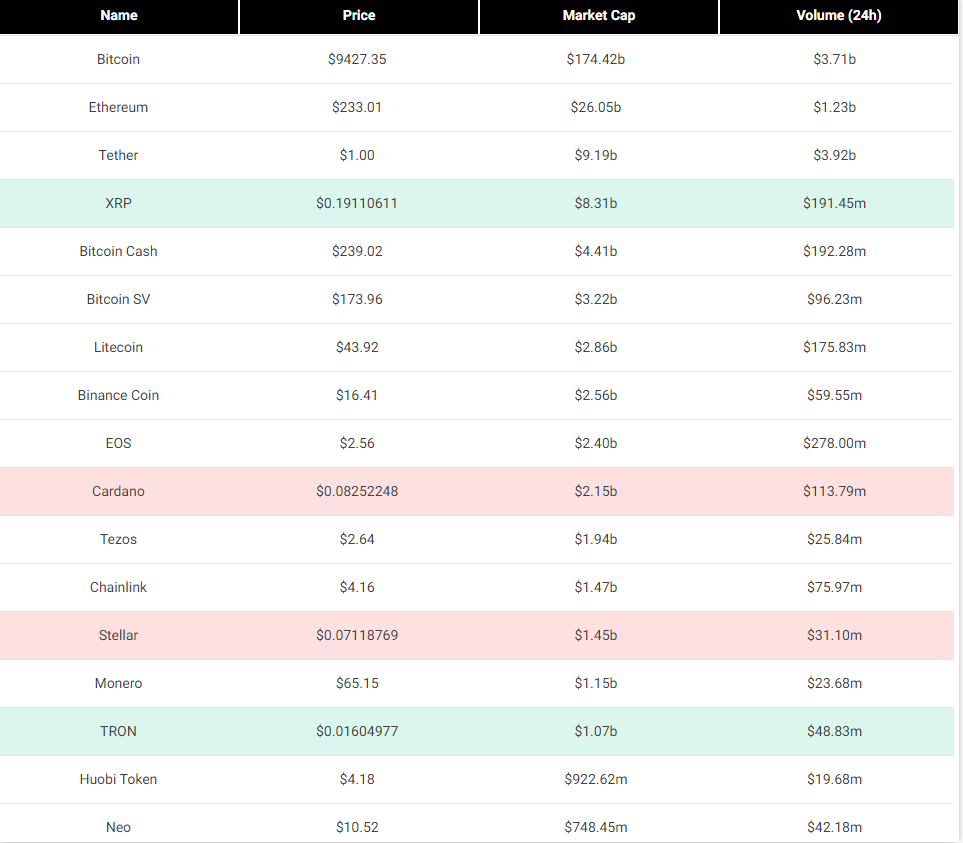 Name Price Market Cap Volume (24h)
Bitcoin $9427.35 $174.42b $3.71b
Ethereum $233.01 $26.05b $1.23b
Tether $1.00 $9.19b $3.92b
XRP $0.19110611 $8.31b $191.45m
Bitcoin Cash $239.02 $4.41b $192.28m
Bitcoin SV $173.96 $3.22b $96.23m
Litecoin $43.92 $2.86b $175.83m
Binance Coin $16.41 $2.56b $59.55m
EOS $2.56 $2.40b $278.00m
Cardano $0.08252248 $2.15b $113.79m
Tezos $2.64 $1.94b $25.84m
Chainlink $4.16 $1.47b $75.97m
Stellar $0.07118769 $1.45b $31.10m
Monero $65.15 $1.15b $23.68m
TRON $0.01604977 $1.07b $48.83m
Huobi Token $4.18 $922.62m $19.68m
Neo $10.52 $748.45m $42.18m